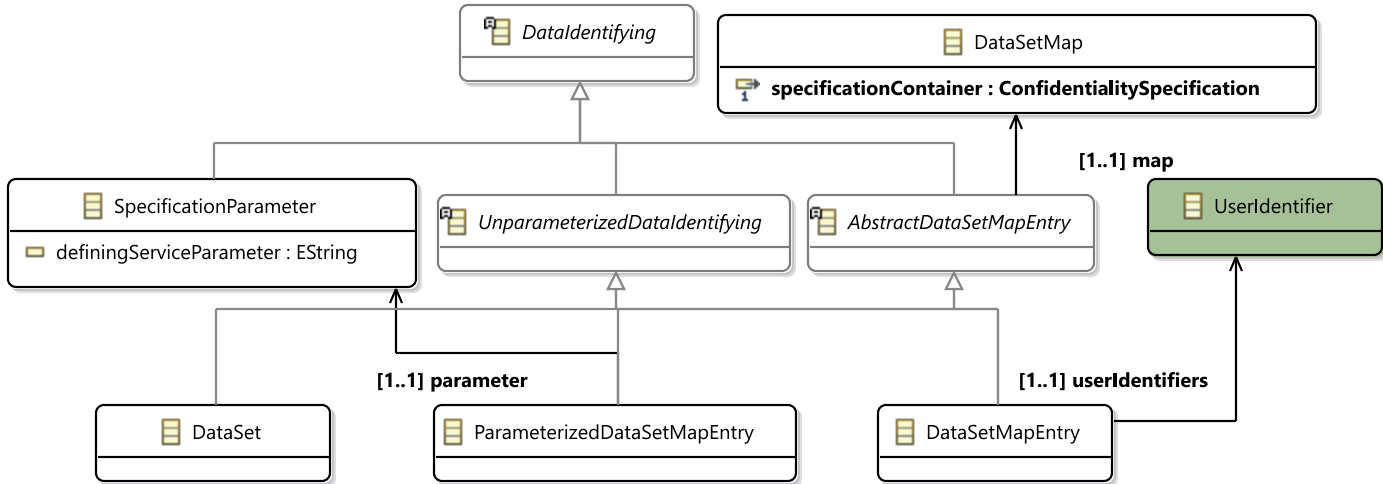 DataIdentifying
DataSetMap
1 specificationContainer : ConfidentialitySpecification
[1..1] map
SpecificationParameter
definingServiceParameter : EString
UnparameterizedDataIdentifying
AbstractDataSetMapEntry
UserIdentifier
[1..1] parameter
[1..1] userIdentifiers
DataSet
ParameterizedDataSetMapEntry
DataSetMapEntry